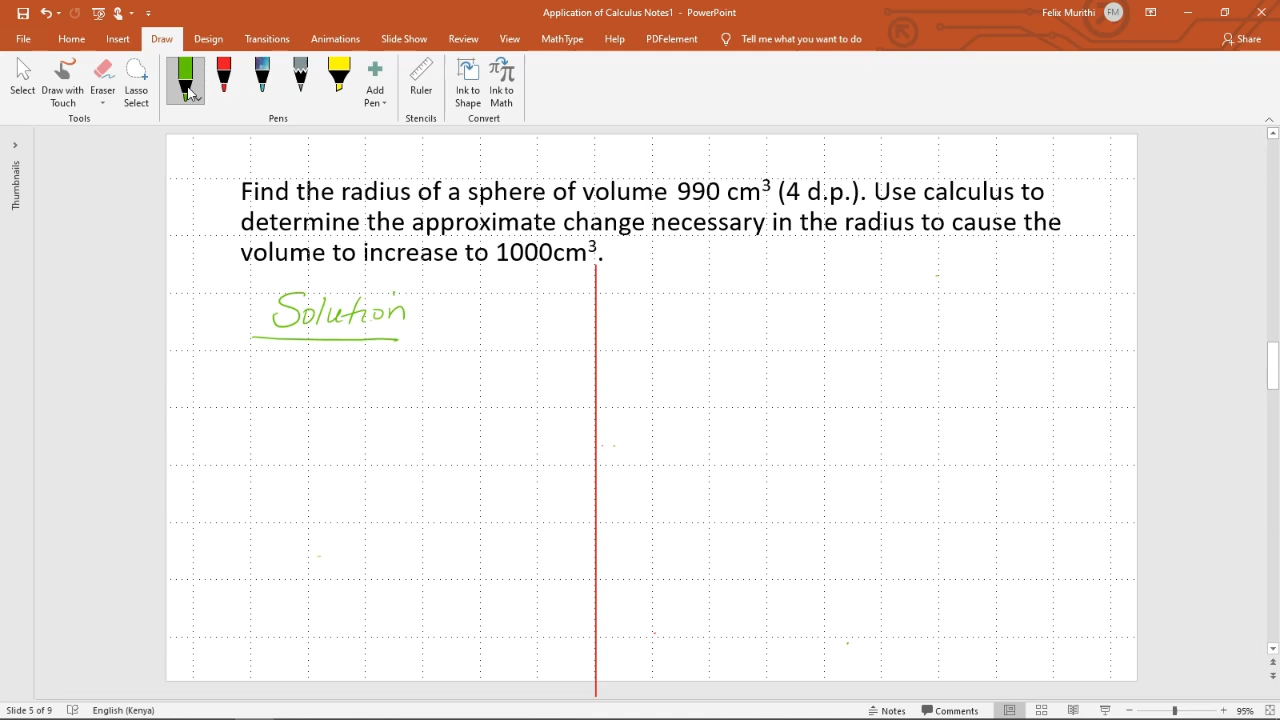 Application of Calculus Notes1 - PowerPoint
Felix Murithi FM
File Home Insert Draw Design Transitions Animations Slide Show Review View MathType Help PDFelement Tell me what you want to do Share
Select Draw with Touch Eraser Lasso Select Add Pen Ruler Ink to Shape Ink to Math
Tools Pens Stencils Convert
Thumbnails
Find the radius of a sphere of volume 990 cm³ (4 d.p.). Use calculus to
determine the approximate change necessary in the radius to cause the
volume to increase to 1000cm³.
Solution
Slide 5 of 9 English (Kenya) Notes Comments 95%